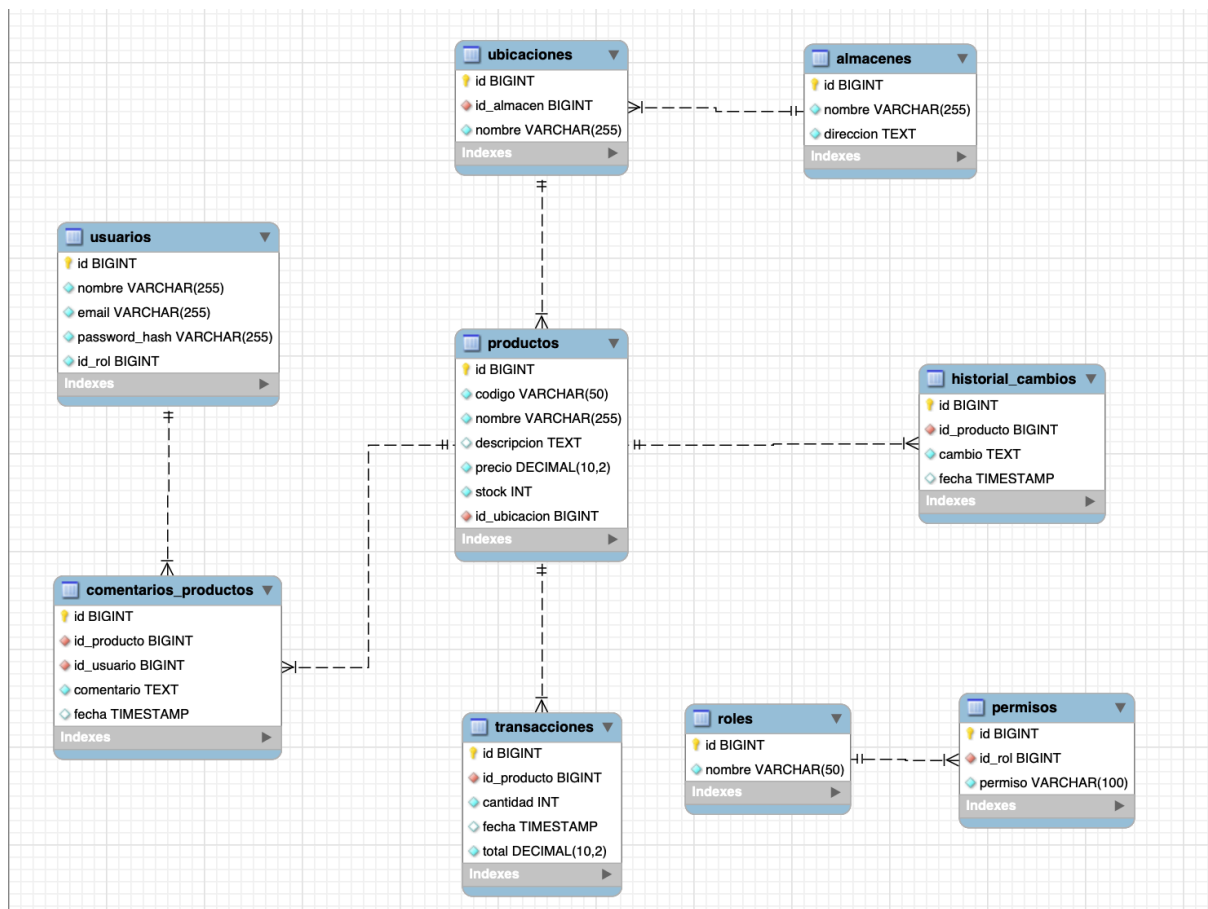 ubicaciones
id BIGINT
id_almacen BIGINT
nombre VARCHAR(255)
Indexes
almacenes
id BIGINT
nombre VARCHAR(255)
direccion TEXT
Indexes
usuarios
id BIGINT
nombre VARCHAR(255)
email VARCHAR(255)
password_hash VARCHAR(255)
id_rol BIGINT
Indexes
productos
id BIGINT
codigo VARCHAR(50)
nombre VARCHAR(255)
descripcion TEXT
precio DECIMAL(10,2)
stock INT
id_ubicacion BIGINT
Indexes
historial_cambios
id BIGINT
id_producto BIGINT
cambio TEXT
fecha TIMESTAMP
Indexes
comentarios_productos
id BIGINT
id_producto BIGINT
id_usuario BIGINT
comentario TEXT
fecha TIMESTAMP
Indexes
transacciones
id BIGINT
id_producto BIGINT
cantidad INT
fecha TIMESTAMP
total DECIMAL(10,2)
Indexes
roles
id BIGINT
nombre VARCHAR(50)
Indexes
permisos
id BIGINT
id_rol BIGINT
permiso VARCHAR(100)
Indexes